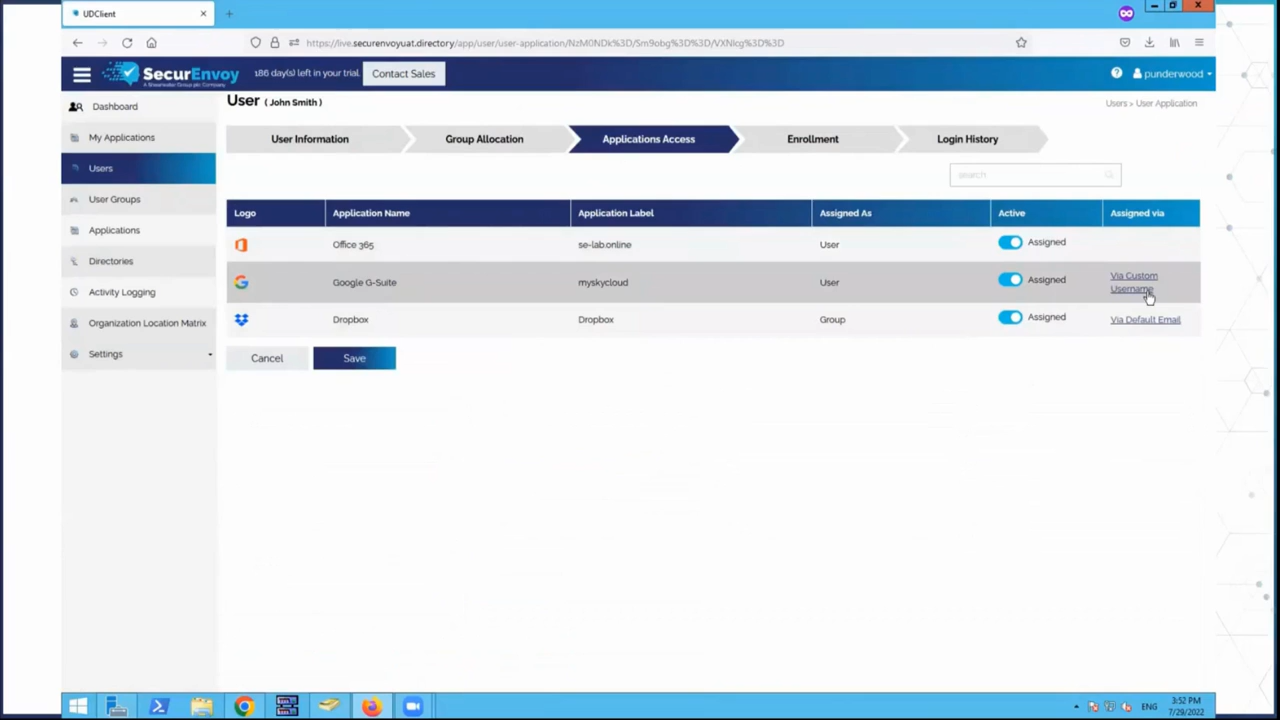 UDClient
https://live.securenvoyuat.directory/app/user/user-application/NzM0NDk%3D/Sm9obg%3D%3D/VXNlcg%3D%3D
SecurEnvoy
A Shearwater Group plc Company
186 day(s) left in your trial.
Contact Sales
punderwood
Dashboard
My Applications
Users
User Groups
Applications
Directories
Activity Logging
Organization Location Matrix
Settings
User ( John Smith )
Users > User Application
User Information
Group Allocation
Applications Access
Enrollment
Login History
search
Logo Application Name Application Label Assigned As Active Assigned via
Office 365 se-lab.online User Assigned
Google G-Suite myskycloud User Assigned Via Custom
Username
Dropbox Dropbox Group Assigned Via Default Email
Cancel Save
ENG
3:52 PM
7/29/2022